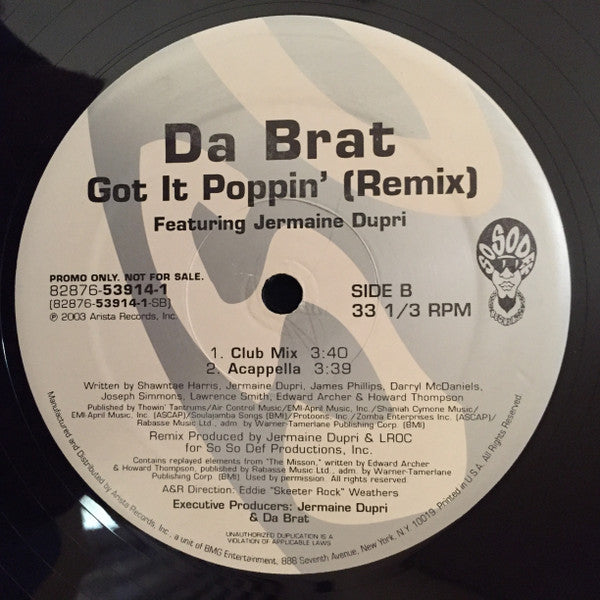 Da Brat
Got It Poppin' (Remix)
Featuring Jermaine Dupri
SO SO DEF
PROMO ONLY. NOT FOR SALE.
82876-53914-1
(82876-53914-1-SB)
℗ 2003 Arista Records, Inc.
SIDE B
33 1/3 RPM
1. Club Mix 3:40
2. Acappella 3:39
Written by Shawntae Harris, Jermaine Dupri, James Phillips, Darryl McDaniels,
Joseph Simmons, Lawrence Smith, Edward Archer & Howard Thompson
Published by Thowin' Tantrums/Air Control Music/EMI-April Music, Inc. /Shaniah Cymone Music/
EMI-April Music, Inc. (ASCAP)/Souljajamba Songs (BMI)/Protoons, Inc. /Zomba Enterprises Inc. (ASCAP)/
Rabasse Music Ltd., adm. by Warner-Tamerlane Publishing Corp. (BMI)
Remix Produced by Jermaine Dupri & LROC
for So So Def Productions, Inc.
Contains replayed elements from "The Misson," written by Edward Archer
& Howard Thompson, published by Rabasse Music Ltd., adm. by Warner-Tamerlane
Publishing Corp (BMI). Used by permission. All rights reserved.
A&R Direction: Eddie "Skeeter Rock" Weathers
Executive Producers: Jermaine Dupri
& Da Brat
UNAUTHORIZED DUPLICATION IS A
VIOLATION OF APPLICABLE LAWS
Manufactured and Distributed by Arista Records, Inc., a unit of BMG Entertainment, 888 Seventh Avenue, New York, N.Y. 10019. Printed in U.S.A. All Rights Reserved